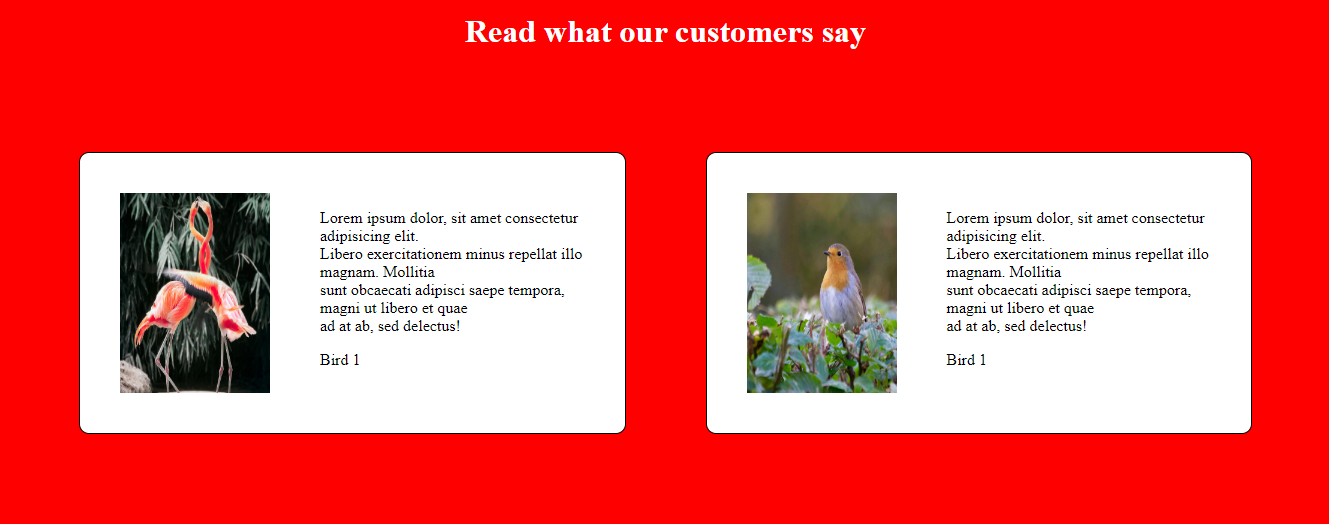 Read what our customers say
Lorem ipsum dolor, sit amet consectetur
adipisicing elit.
Libero exercitationem minus repellat illo
magnam. Mollitia
sunt obcaecati adipisci saepe tempora,
magni ut libero et quae
ad at ab, sed delectus!
Bird 1
Lorem ipsum dolor, sit amet consectetur
adipisicing elit.
Libero exercitationem minus repellat illo
magnam. Mollitia
sunt obcaecati adipisci saepe tempora,
magni ut libero et quae
ad at ab, sed delectus!
Bird 1